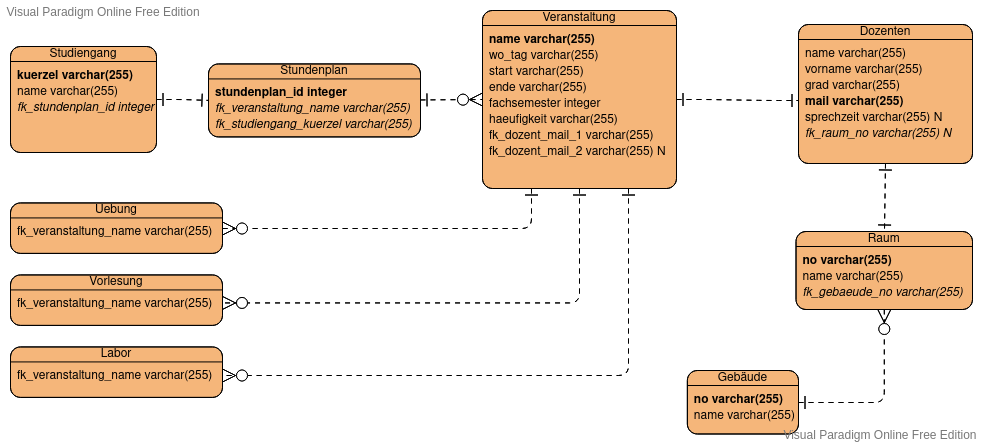 Visual Paradigm Online Free Edition
Studiengang
kuerzel varchar(255)
name varchar(255)
fk_stundenplan_id integer
Stundenplan
stundenplan_id integer
fk_veranstaltung_name varchar(255)
fk_studiengang_kuerzel varchar(255)
Veranstaltung
name varchar(255)
wo_tag varchar(255)
start varchar(255)
ende varchar(255)
fachsemester integer
haeufigkeit varchar(255)
fk_dozent_mail_1 varchar(255)
fk_dozent_mail_2 varchar(255) N
Dozenten
name varchar(255)
vorname varchar(255)
grad varchar(255)
mail varchar(255)
sprechzeit varchar(255) N
fk_raum_no varchar(255) N
Uebung
fk_veranstaltung_name varchar(255)
Vorlesung
fk_veranstaltung_name varchar(255)
Labor
fk_veranstaltung_name varchar(255)
Raum
no varchar(255)
name varchar(255)
fk_gebaeude_no varchar(255)
Gebäude
no varchar(255)
name varchar(255)
Visual Paradigm Online Free Edition